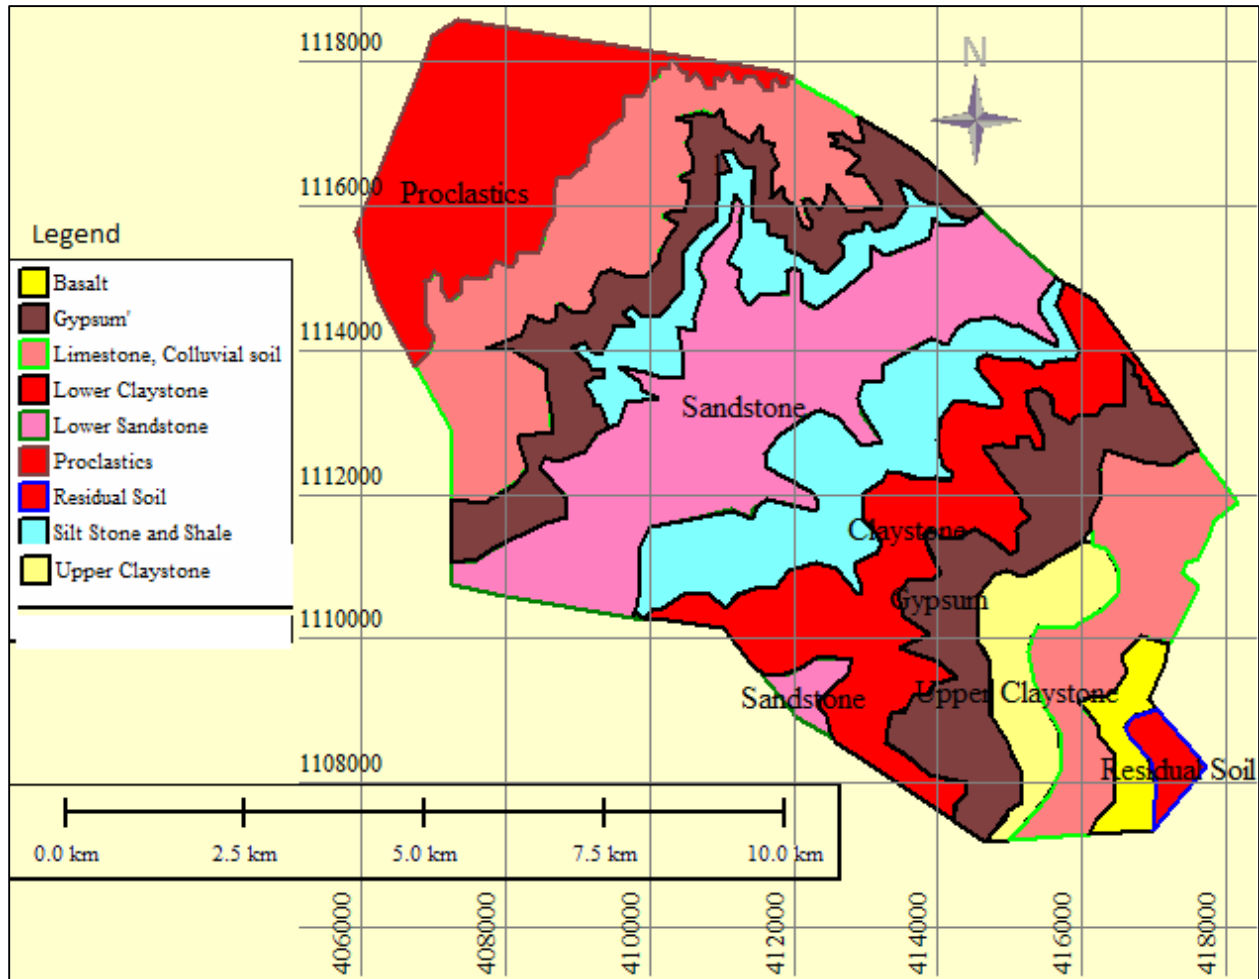 1118000
N
1116000
Proclastics
Legend
Basalt
Gypsum'
Limestone, Colluvial soil
Lower Claystone
Lower Sandstone
Proclastics
Residual Soil
Silt Stone and Shale
Upper Claystone
1114000
Sandstone
1112000
Claystone
Gypsum
1110000
Sandstone
Upper Claystone
1108000
Residual Soil
0.0 km 2.5 km 5.0 km 7.5 km 10.0 km
406000 408000 410000 412000 414000 416000 418000